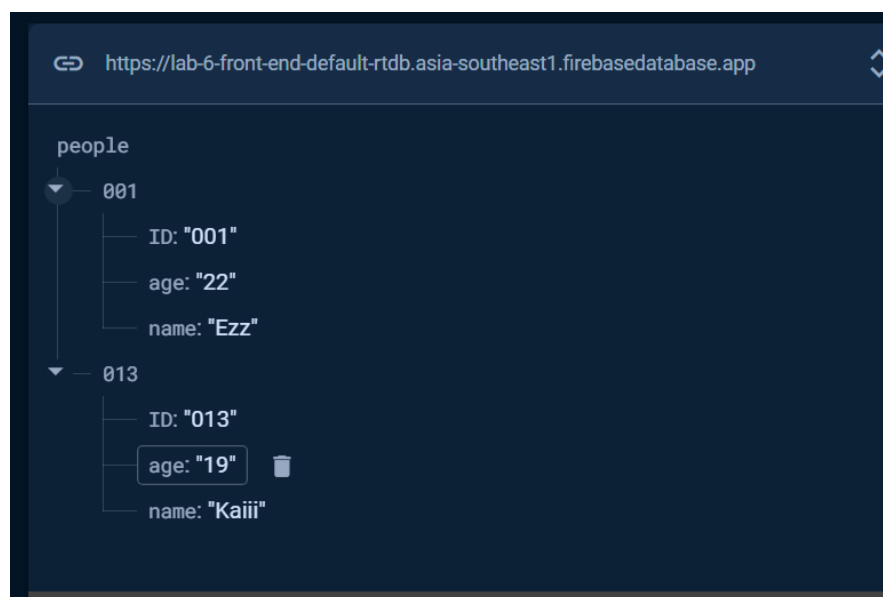 https://lab-6-front-end-default-rtdb.asia-southeast1.firebasedatabase.app
people
001
ID: "001"
age: "22"
name: "Ezz"
013
ID: "013"
age: "19"
name: "Kaiii"